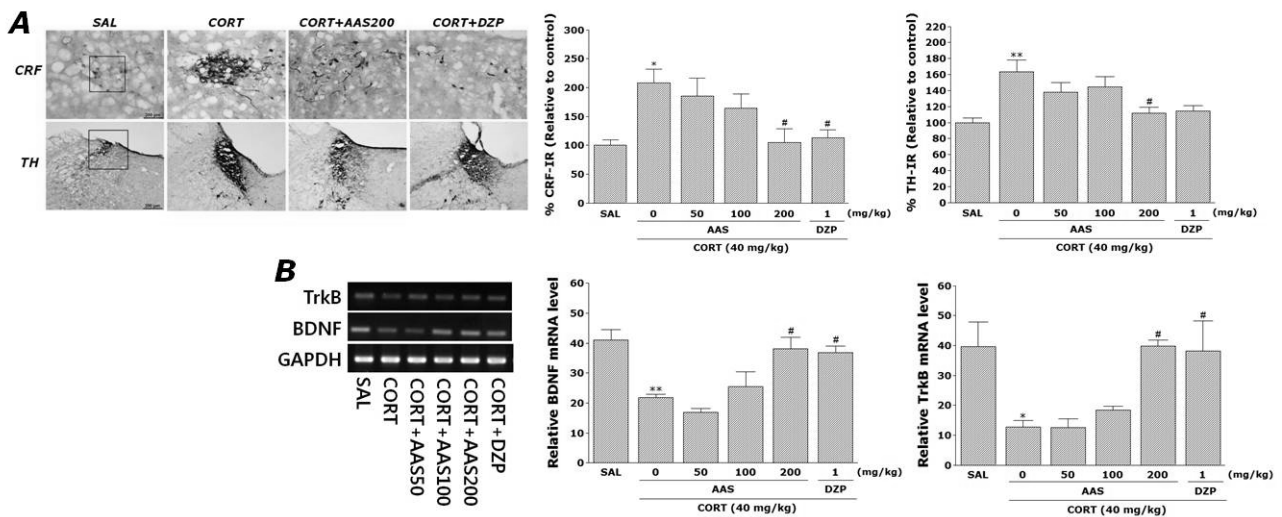 A
SAL
CORT
CORT+AAS200
CORT+DZP
CRF
TH
% CRF-IR (Relative to control)
300
250
200
150
100
50
0
*
#
#
SAL
0
50
100
200
1
(mg/kg)
AAS
DZP
CORT (40 mg/kg)
% TH-IR (Relative to control)
220
200
180
160
140
120
100
80
60
40
20
0
**
#
SAL
0
50
100
200
1
(mg/kg)
AAS
DZP
CORT (40 mg/kg)
B
TrkB
BDNF
GAPDH
SAL
CORT
CORT+AAS50
CORT+AAS100
CORT+AAS200
CORT+DZP
Relative BDNF mRNA level
60
50
40
30
20
10
0
**
#
#
SAL
0
50
100
200
1
(mg/kg)
AAS
DZP
CORT (40 mg/kg)
Relative TrkB mRNA level
60
50
40
30
20
10
0
*
#
#
SAL
0
50
100
200
1
(mg/kg)
AAS
DZP
CORT (40 mg/kg)